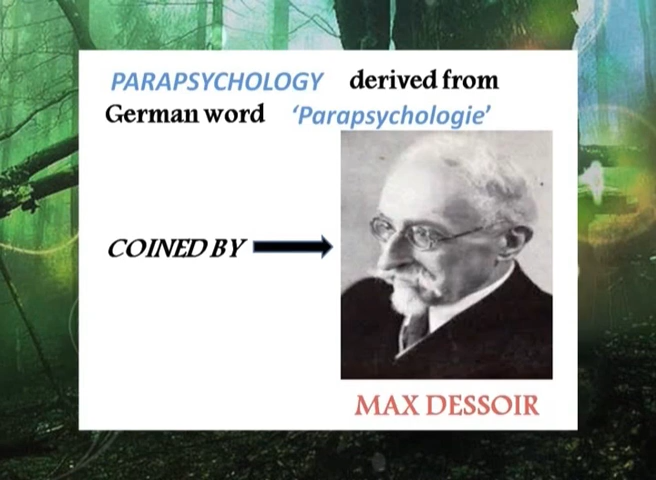 PARAPSYCHOLOGY derived from
German word 'Parapsychologie'
COINED BY
MAX DESSOIR